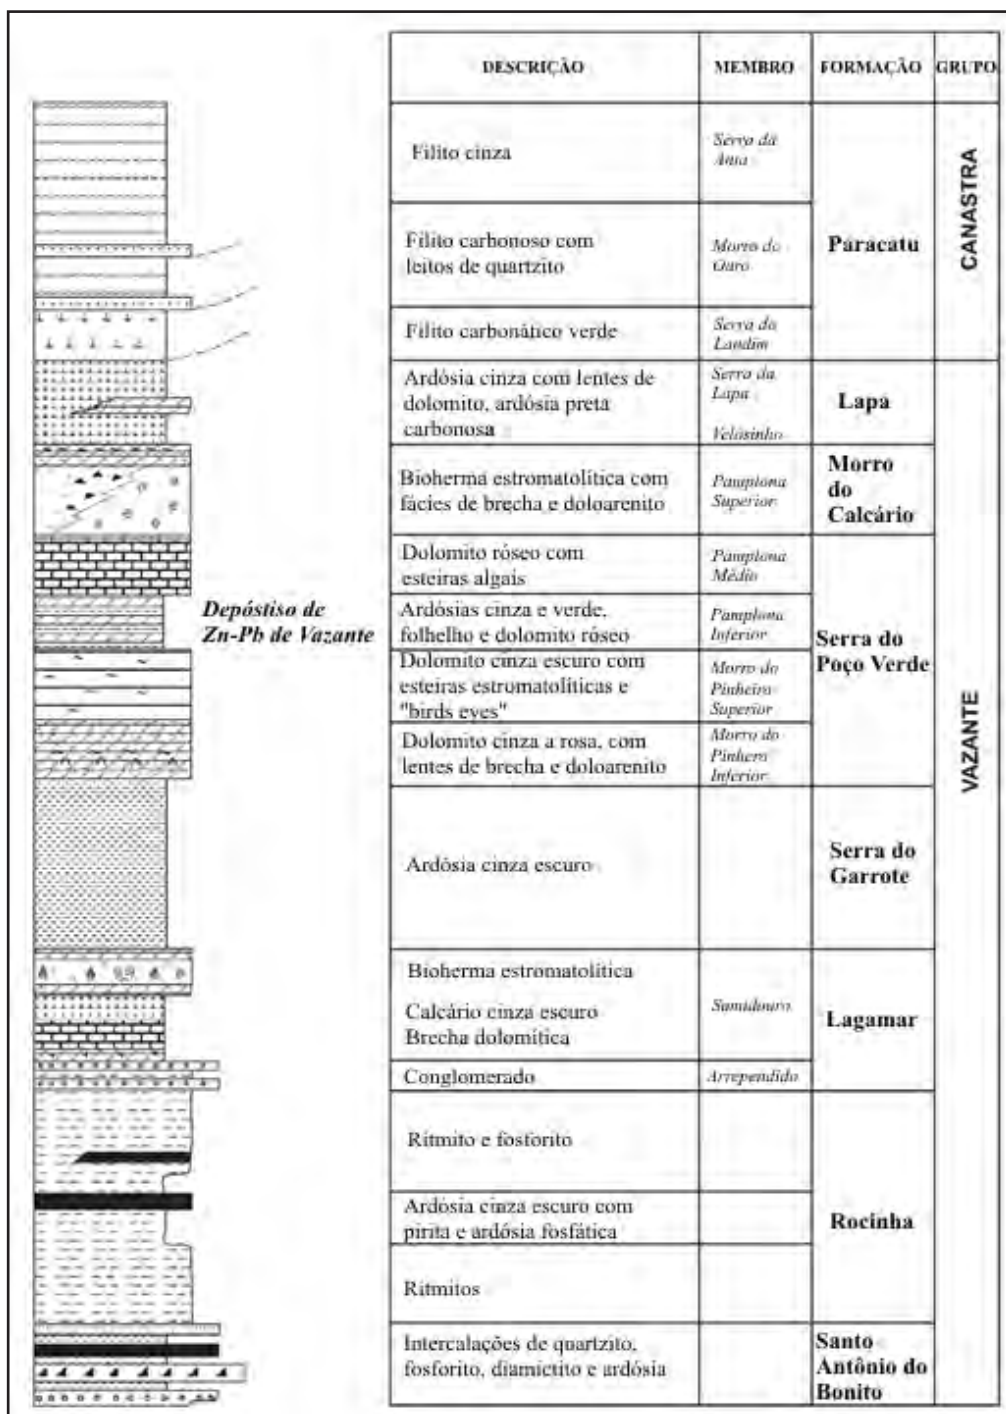 DESCRIÇÃO MEMBRO FORMAÇÃO GRUPO
Filito cinza
Serra da
Anta
Filito carbonoso com
leitos de quartzito
Morro do
Ouro
Filito carbonático verde
Serra do
Landim
Paracatu
CANASTRA
Ardósia cinza com lentes de
dolomito, ardósia preta
carbonosa
Serra da
Lapa
Velosinho
Lapa
Bioherma estromatolítica com
fácies de brecha e doloarenito
Pamplona
Superior
Morro
do
Calcário
Dolomito róseo com
esteiras algais
Pamplona
Médio
Depóstiso de
Zn-Pb de Vazante
Ardósias cinza e verde,
folhelho e dolomito róseo
Pamplona
Inferior
Dolomito cinza escuro com
esteiras estromatolíticas e
"birds eyes"
Morro do
Pinheiro
Superior
Dolomito cinza a rosa, com
lentes de brecha e doloarenito
Morro do
Pinhero
Inferior
Serra do
Poço Verde
VAZANTE
Ardósia cinza escuro
Serra do
Garrote
Bioherma estromatolítica
Calcário cinza escuro
Brecha dolomítica
Sumidouro
Conglomerado
Arrependido
Lagamar
Ritmito e fosforito
Ardósia cinza escuro com
pirita e ardósia fosfática
Ritmitos
Rocinha
Intercalações de quartzito,
fosforito, diamictito e ardósia
Santo
Antônio do
Bonito